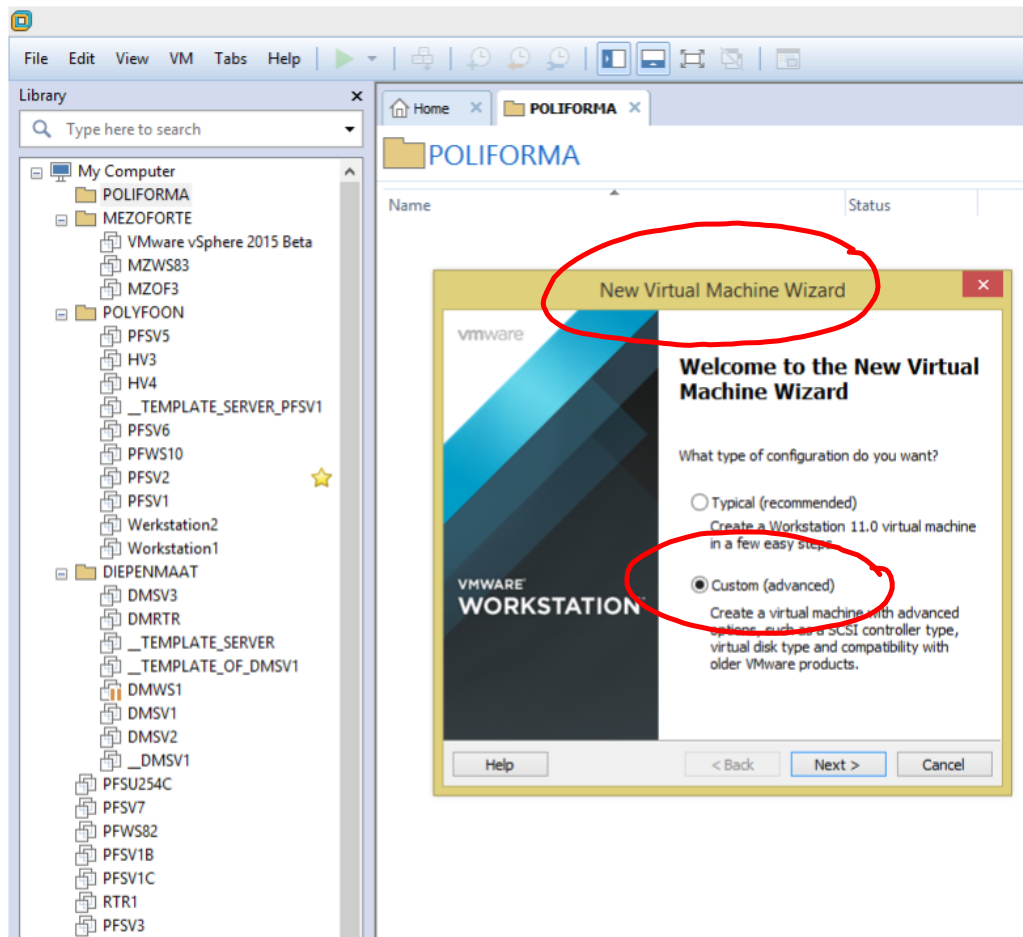 File Edit View VM Tabs Help
Library
Type here to search
My Computer
POLIFORMA
MEZOFORTE
VMware vSphere 2015 Beta
MZWS83
MZOF3
POLYFOON
PFSV5
HV3
HV4
__TEMPLATE_SERVER_PFSV1
PFSV6
PFWS10
PFSV2
PFSV1
Werkstation2
Workstation1
DIEPENMAAT
DMSV3
DMRTR
__TEMPLATE_SERVER
__TEMPLATE_OF_DMSV1
DMWS1
DMSV1
DMSV2
__DMSV1
PFSU254C
PFSV7
PFWS82
PFSV1B
PFSV1C
RTR1
PFSV3
Home POLIFORMA
POLIFORMA
Name Status
New Virtual Machine Wizard
vmware
VMWARE
WORKSTATION
Welcome to the New Virtual
Machine Wizard
What type of configuration do you want?
Typical (recommended)
Create a Workstation 11.0 virtual machine
in a few easy steps.
Custom (advanced)
Create a virtual machine with advanced
options, such as a SCSI controller type,
virtual disk type and compatibility with
older VMware products.
Help < Back Next > Cancel